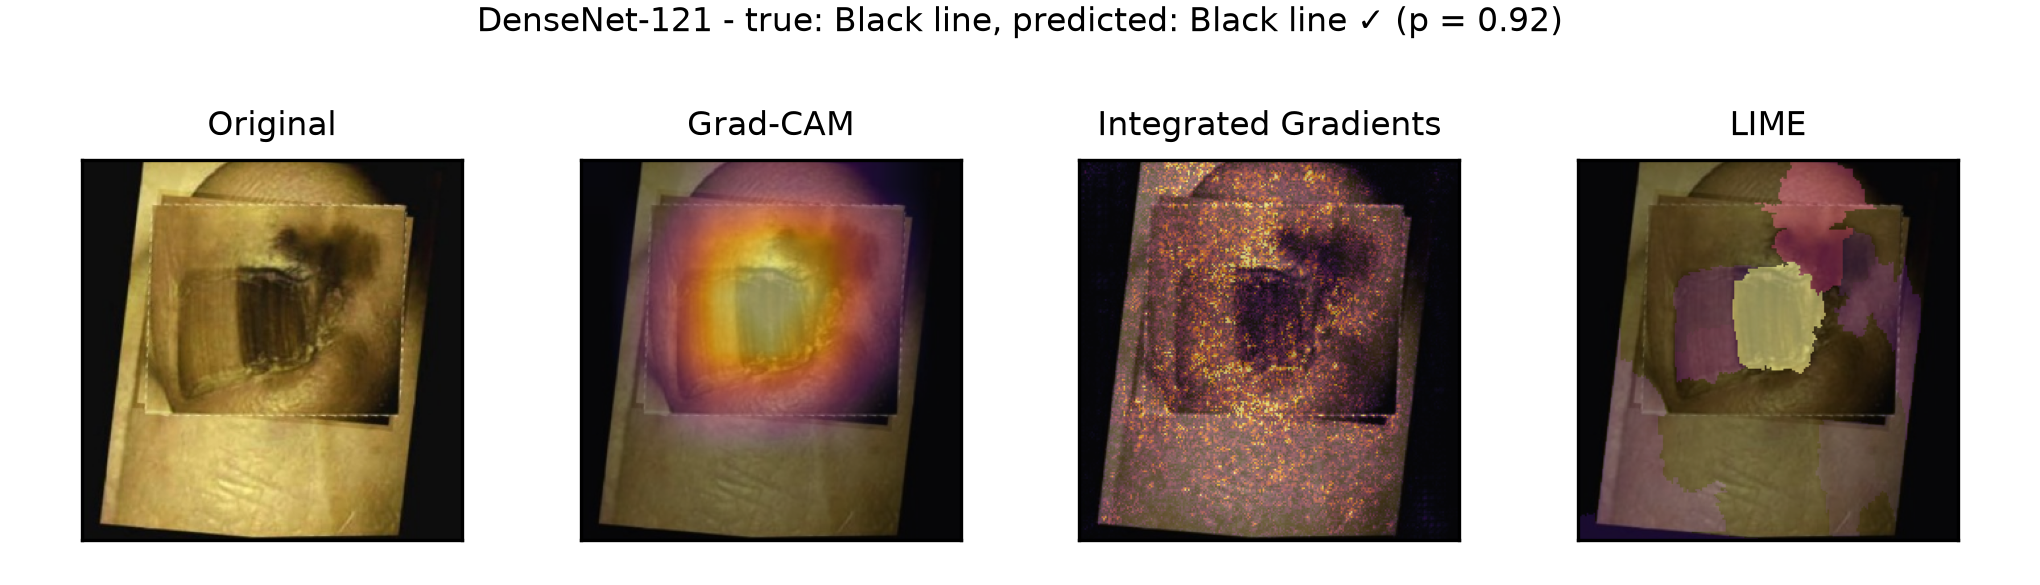 DenseNet-121 - true: Black line, predicted: Black line ✓ (p = 0.92)
Original
Grad-CAM
Integrated Gradients
LIME